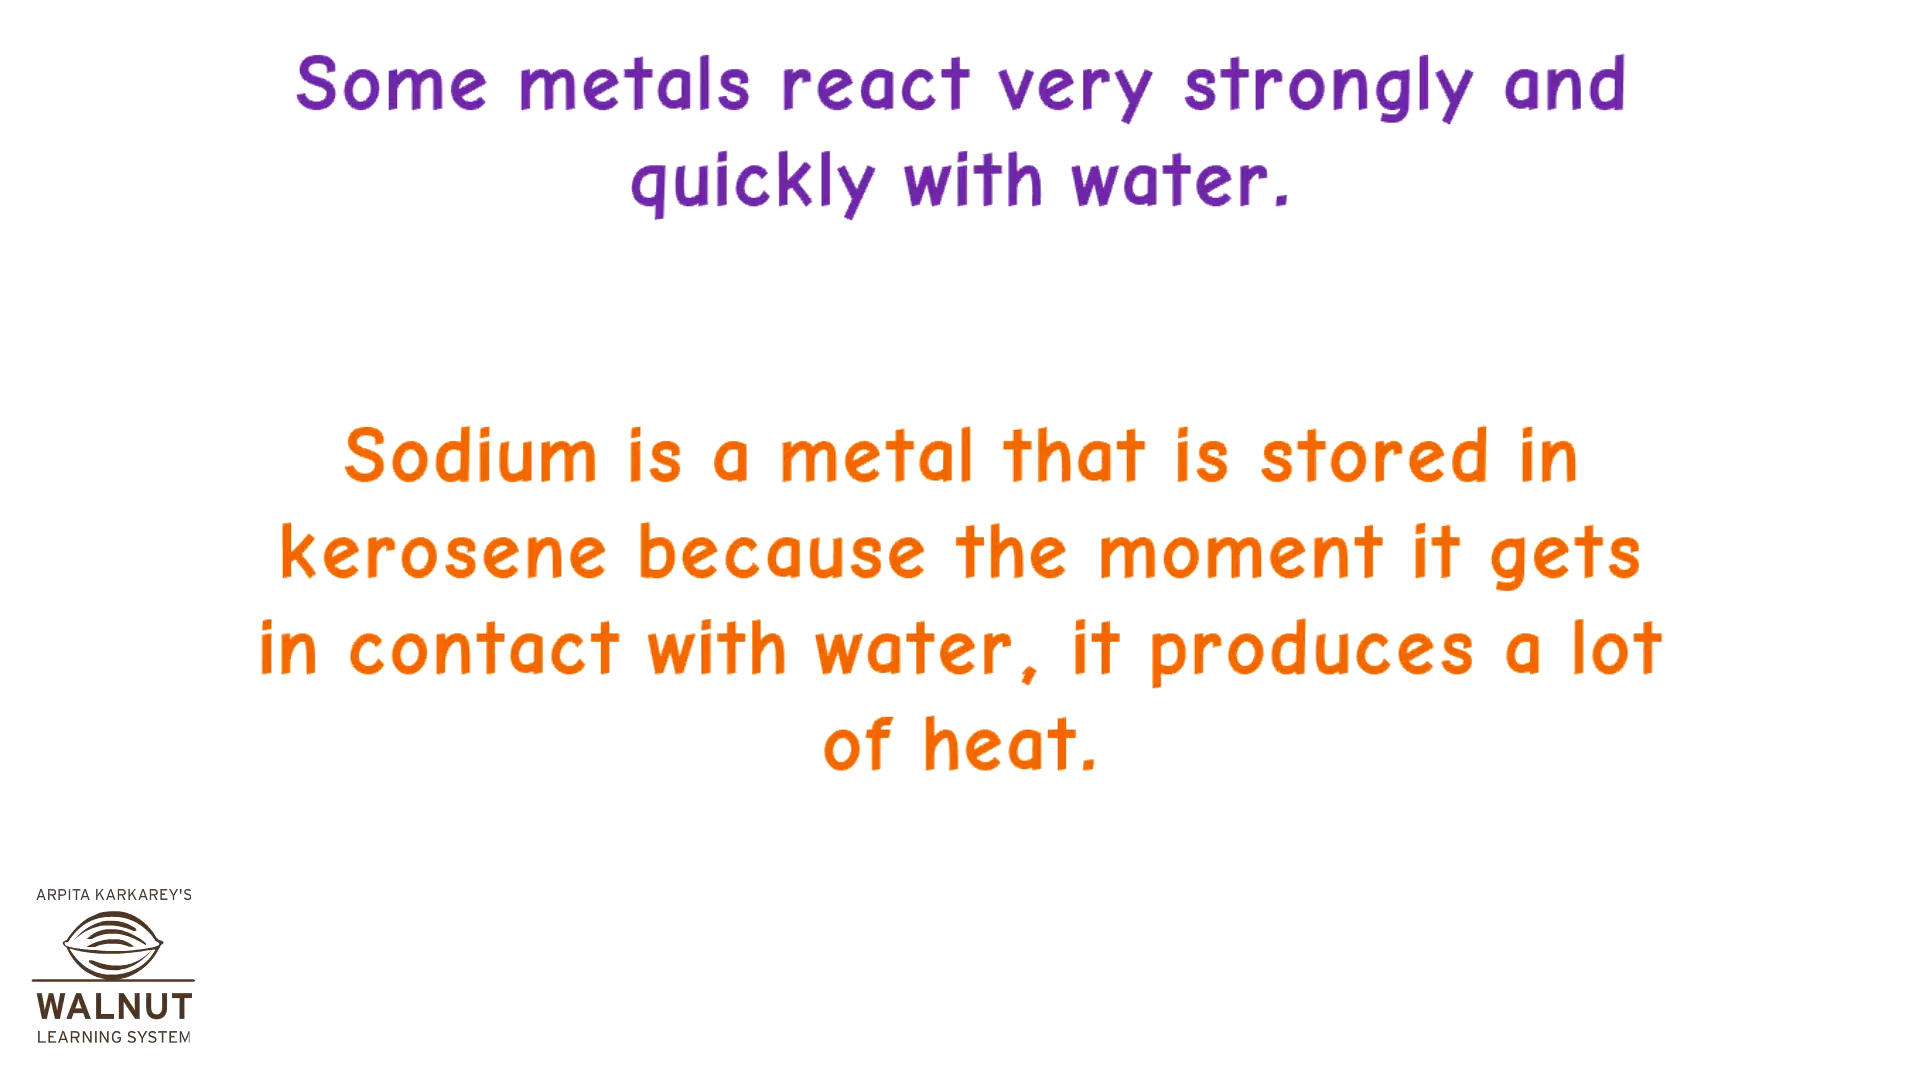 Some metals react very strongly and
quickly with water.
Sodium is a metal that is stored in
kerosene because the moment it gets
in contact with water, it produces a lot
of heat.
ARPITA KARKAREY'S
WALNUT
LEARNING SYSTEM